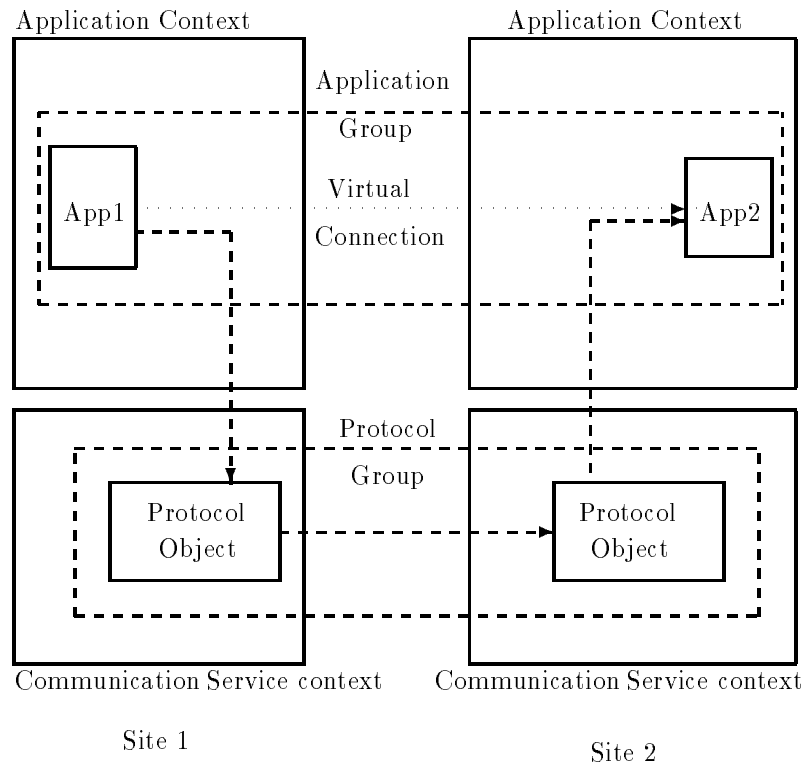 Application Context
Application Context
Application
Group
Virtual
App1
App2
Connection
Protocol
Group
Protocol
Object
Protocol
Object
Communication Service context
Communication Service context
Site 1
Site 2